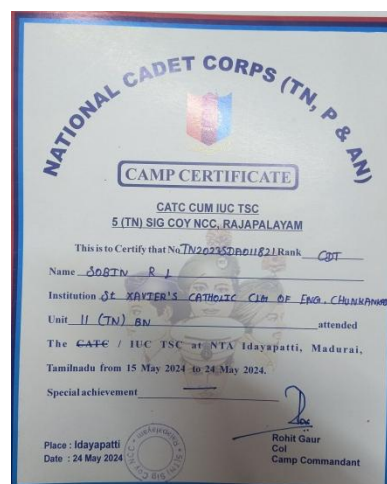 NATIONAL CADET CORPS (TN, P & AN)
CAMP CERTIFICATE
CATC CUM IUC TSC
5 (TN) SIG COY NCC, RAJAPALAYAM
This is to Certify that No. TN2023SDA011821 Rank CDT
Name SOBIN R L
Institution St XAVIER'S CATHOLIC CLG OF ENG. CHUNKANKADAI
Unit 11 (TN) BN attended
The CATC / IUC TSC at NTA Idayapatti, Madurai,
Tamilnadu from 15 May 2024 to 24 May 2024.
Special achievement
Rohit Gaur
Col
Camp Commandant
Place : Idayapatti
Date : 24 May 2024